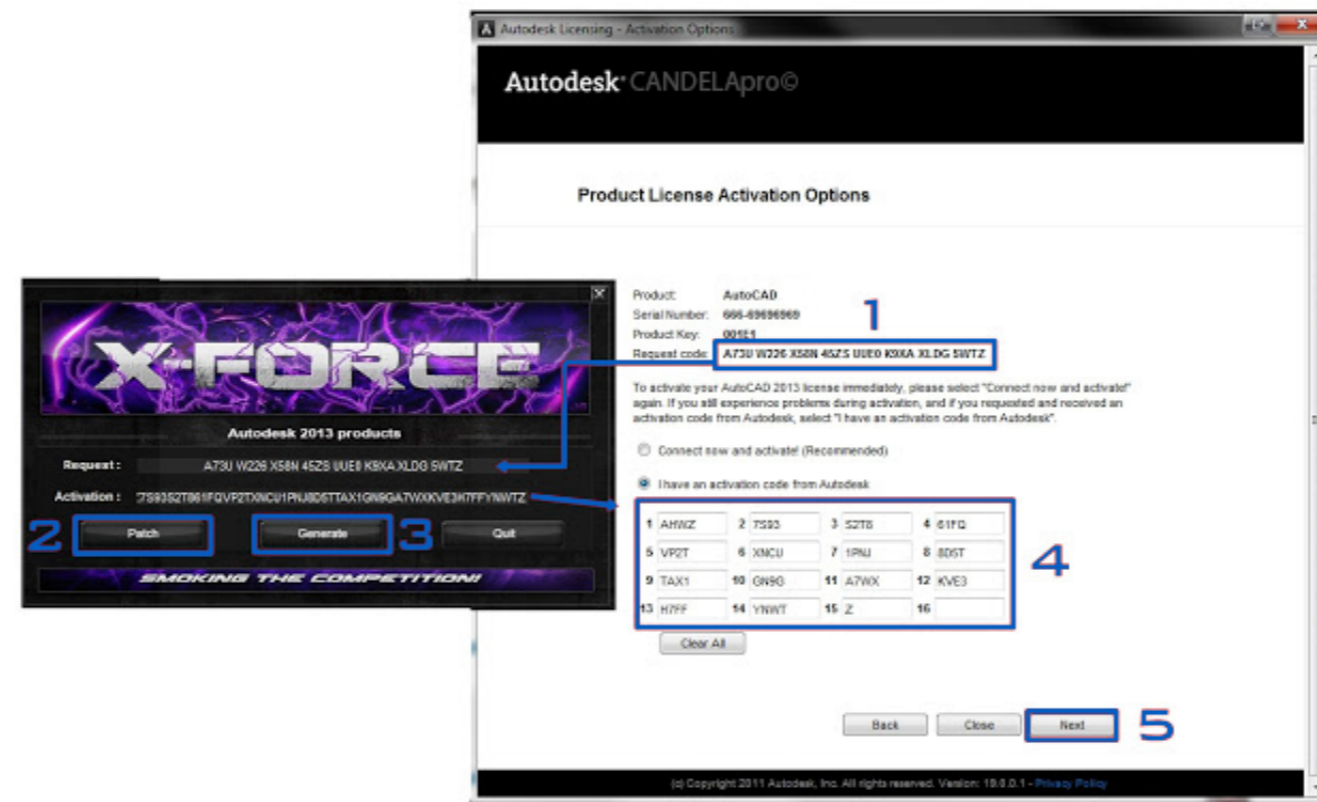 Autodesk Licensing - Activation Options
Autodesk CANDELApro©
Product License Activation Options
Product: AutoCAD
Serial Number: 666-69696969
Product Key: 001E1
1
Request code: A73U W226 X58N 45ZS UUE0 K9XA XLDG 5WTZ
To activate your AutoCAD 2013 license immediately, please select "Connect now and activate!"
again. If you still experience problems during activation, and if you requested and received an
activation code from Autodesk, select "I have an activation code from Autodesk".
Connect now and activate! (Recommended)
I have an activation code from Autodesk
1 AHWZ 2 7S93 3 S2T8 4 61FQ
5 VP2T 6 XNCU 7 1PNJ 8 8DST
9 TAX1 10 GN9G 11 A7WX 12 KVE3
13 H7FF 14 YNWT 15 Z 16
4
Clear All
Back Close Next
5
(c) Copyright 2011 Autodesk, Inc. All rights reserved. Version: 19.0.0.1 - Privacy Policy
X-FORCE
Autodesk 2013 products
Request : A73U W226 X58N 45ZS UUE0 K9XA XLDG 5WTZ
Activation : 7S93S2T861FQVP2TXNCU1PNJ8DSTTAX1GN9GA7WXKVE3H7FFYNWTZ
2 Patch Generate 3 Quit
SMOKING THE COMPETITION!